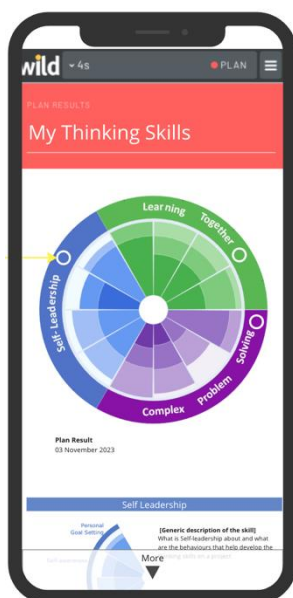 wild
4s
PLAN
PLAN RESULTS
My Thinking Skills
Learning Together
Self-Leadership
Complex Problem Solving
Plan Result
03 November 2023
Self Leadership
Personal
Goal Setting
[Generic description of the skill]
What is Self-leadership about and what
are the behaviours that help develop the
More